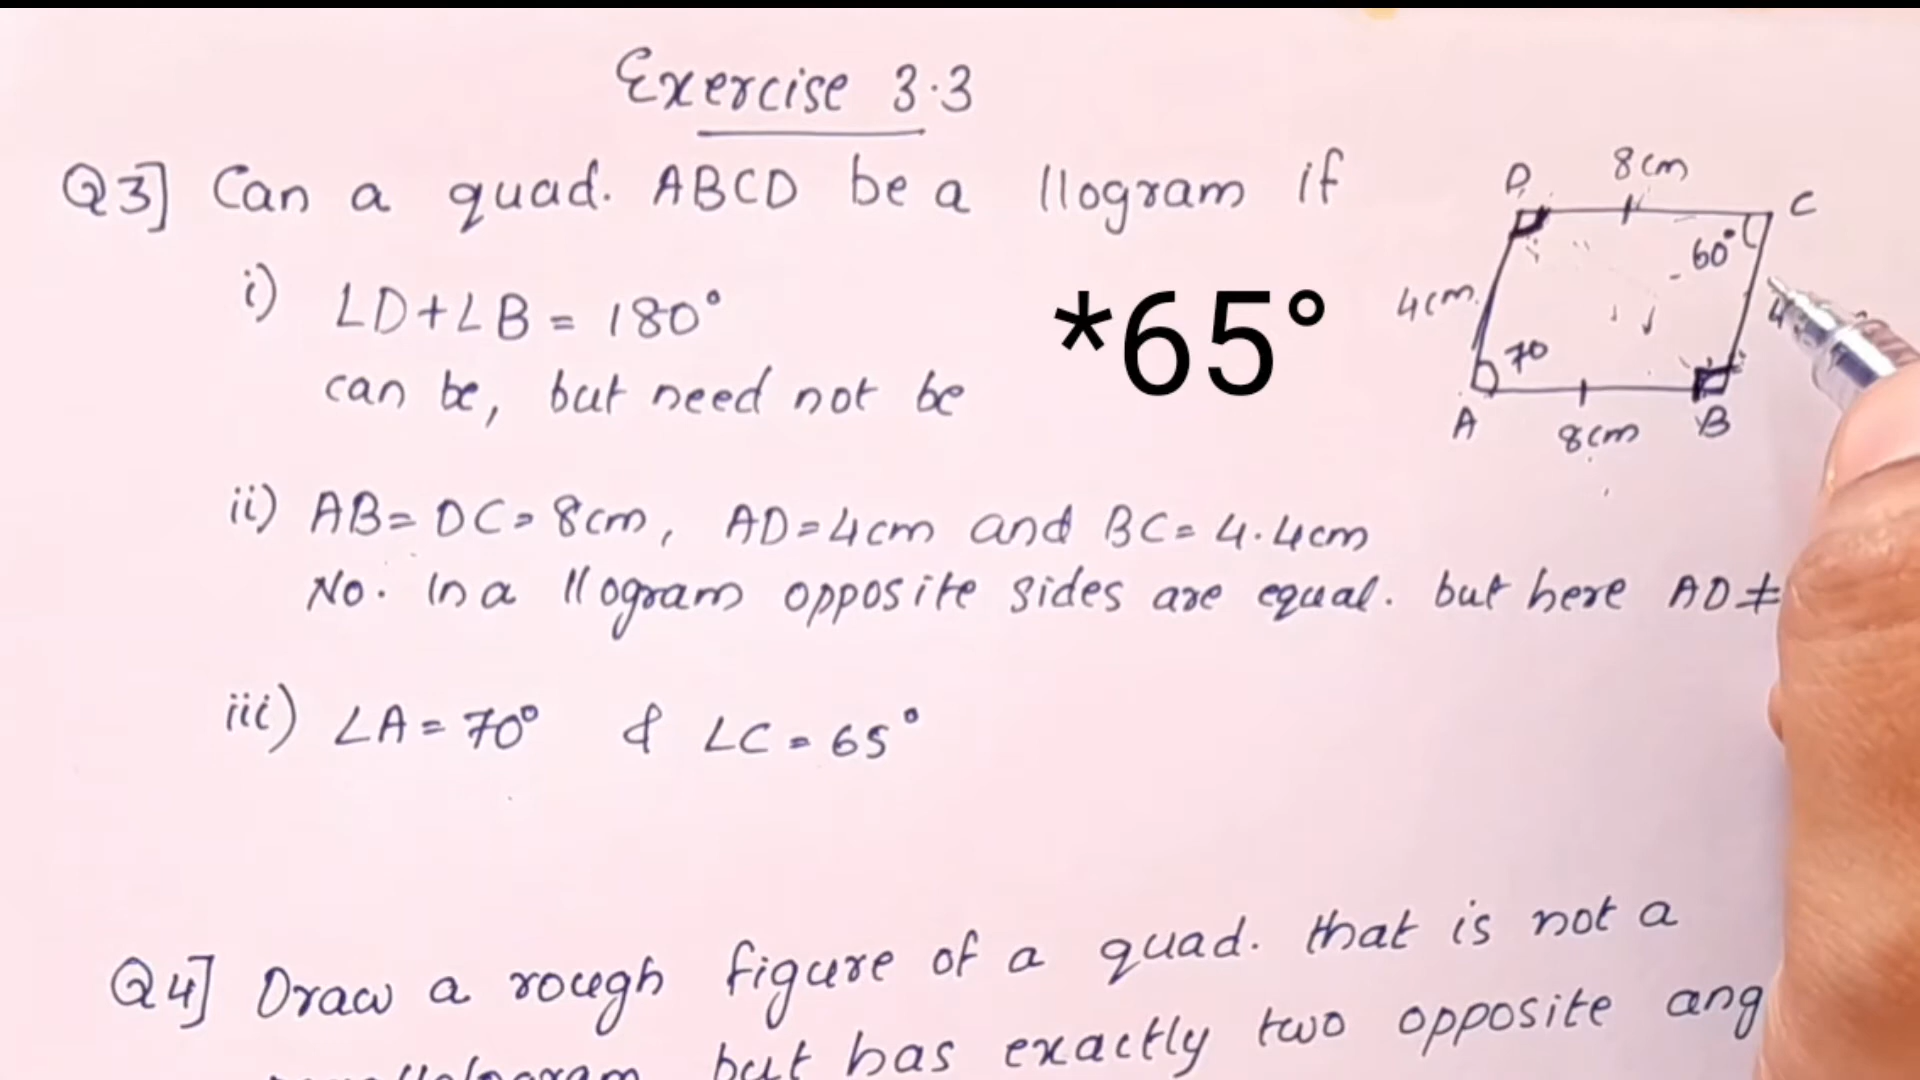 Exercise 3.3
Q3] Can a quad. ABCD be a llogram if
i) ∠D+∠B = 180°
can be, but need not be
*65°
D 8cm C
60°
4cm 4
70
A 8cm B
ii) AB= DC= 8cm, AD=4cm and BC= 4.4cm
No. In a llogram opposite sides are equal. but here AD ≠
iii) ∠A = 70° & ∠C = 65°
Q4] Draw a rough figure of a quad. that is not a
but has exactly two opposite ang